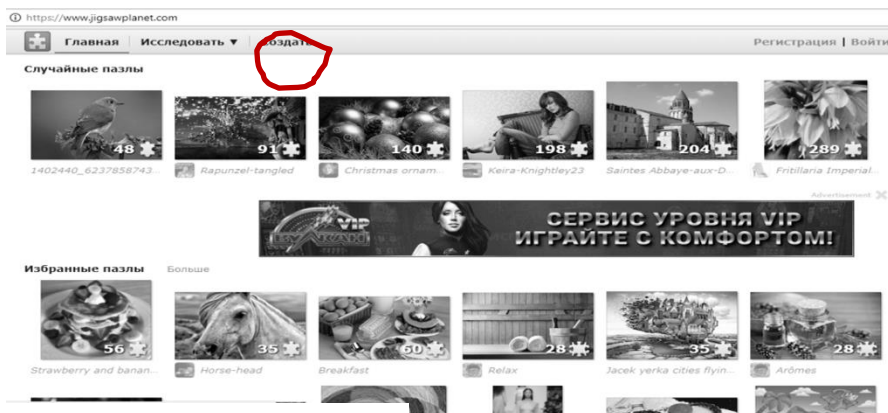 https://www.jigsawplanet.com
Главная Исследовать ▼ Создать
Регистрация | Войти
Случайные пазлы
48 91 140 198 204 289
1402440_6237858743... Rapunzel-tangled Christmas ornam... Keira-Knightley23 Saintes Abbaye-aux-D... Fritillaria Imperial...
Advertisement
VIP
ВУЛКАН
СЕРВИС УРОВНЯ VIP
ИГРАЙТЕ С КОМФОРТОМ!
Избранные пазлы Больше
56 35 60 28 35 28
Strawberry and banan... Horse-head Breakfast Relax Jacek yerka cities flyin... Arômes